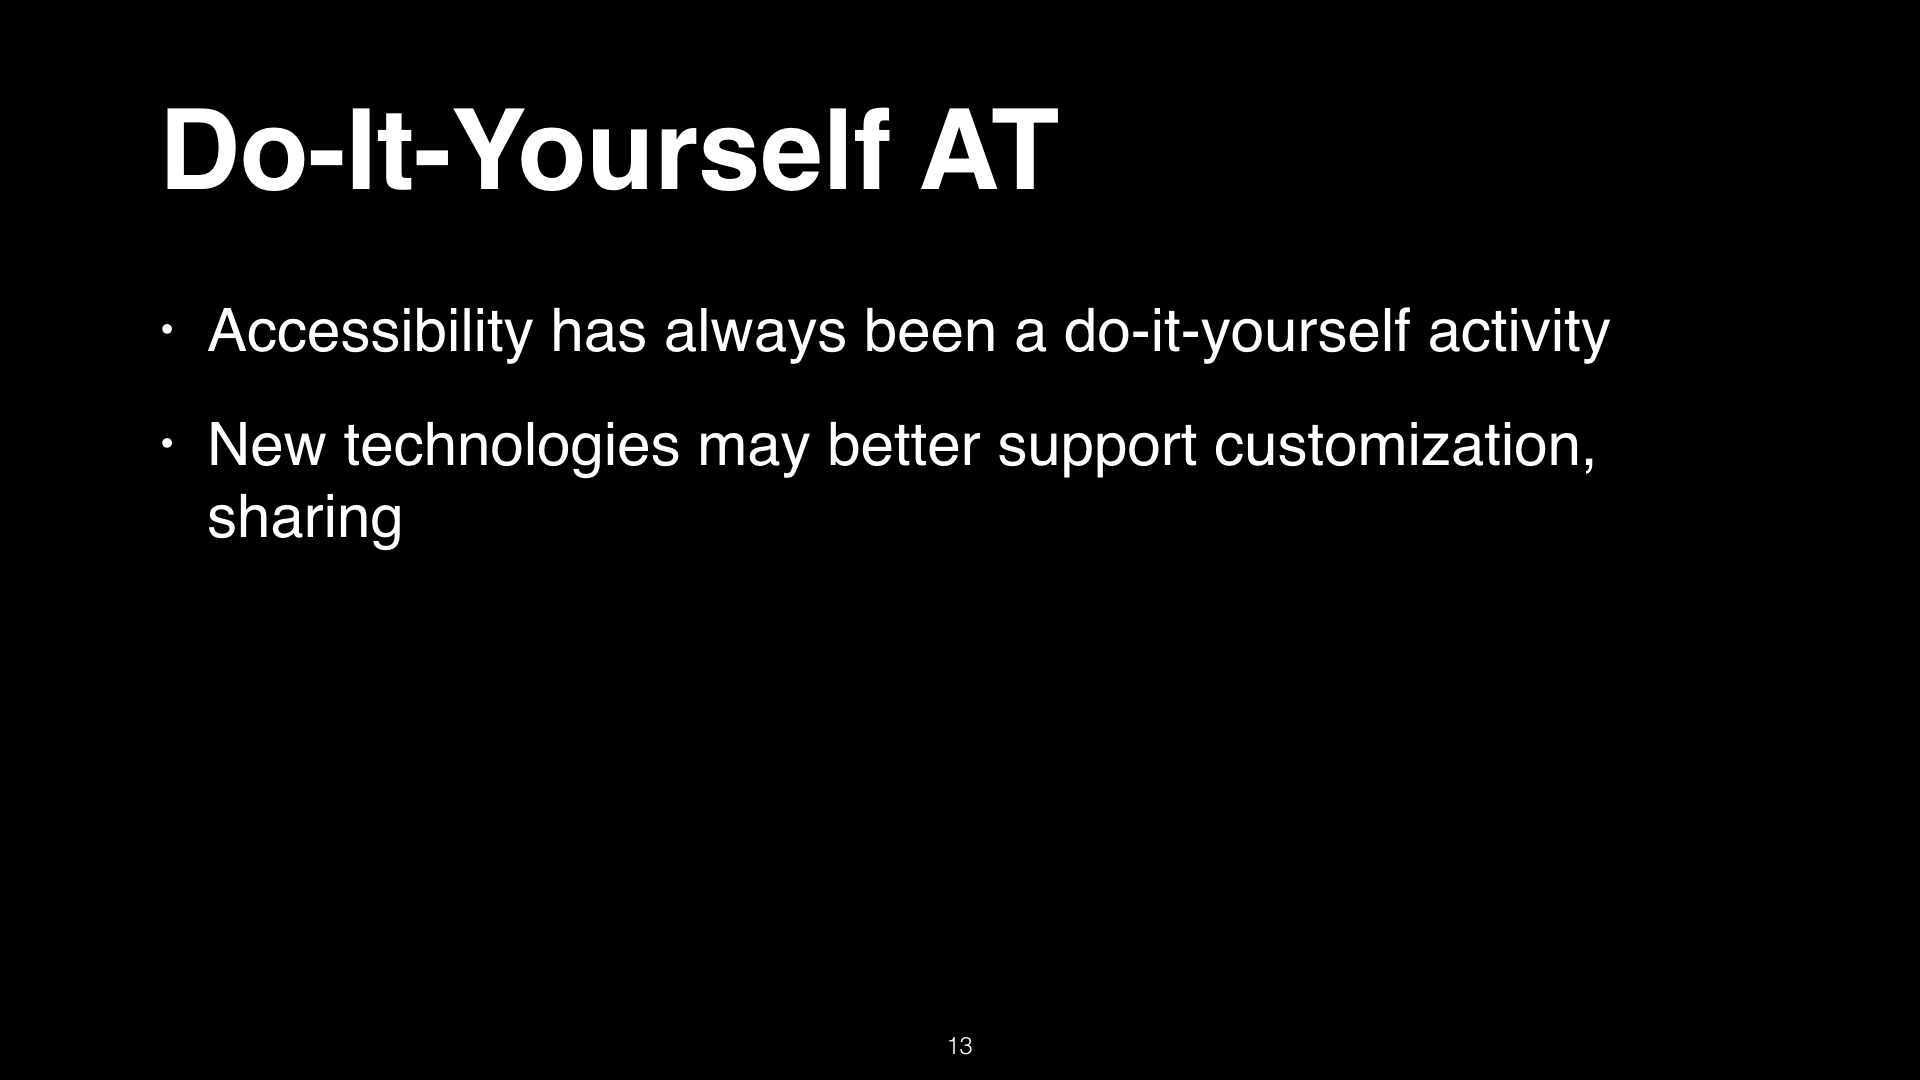 Do-It-Yourself AT
• Accessibility has always been a do-it-yourself activity
• New technologies may better support customization,
sharing
13